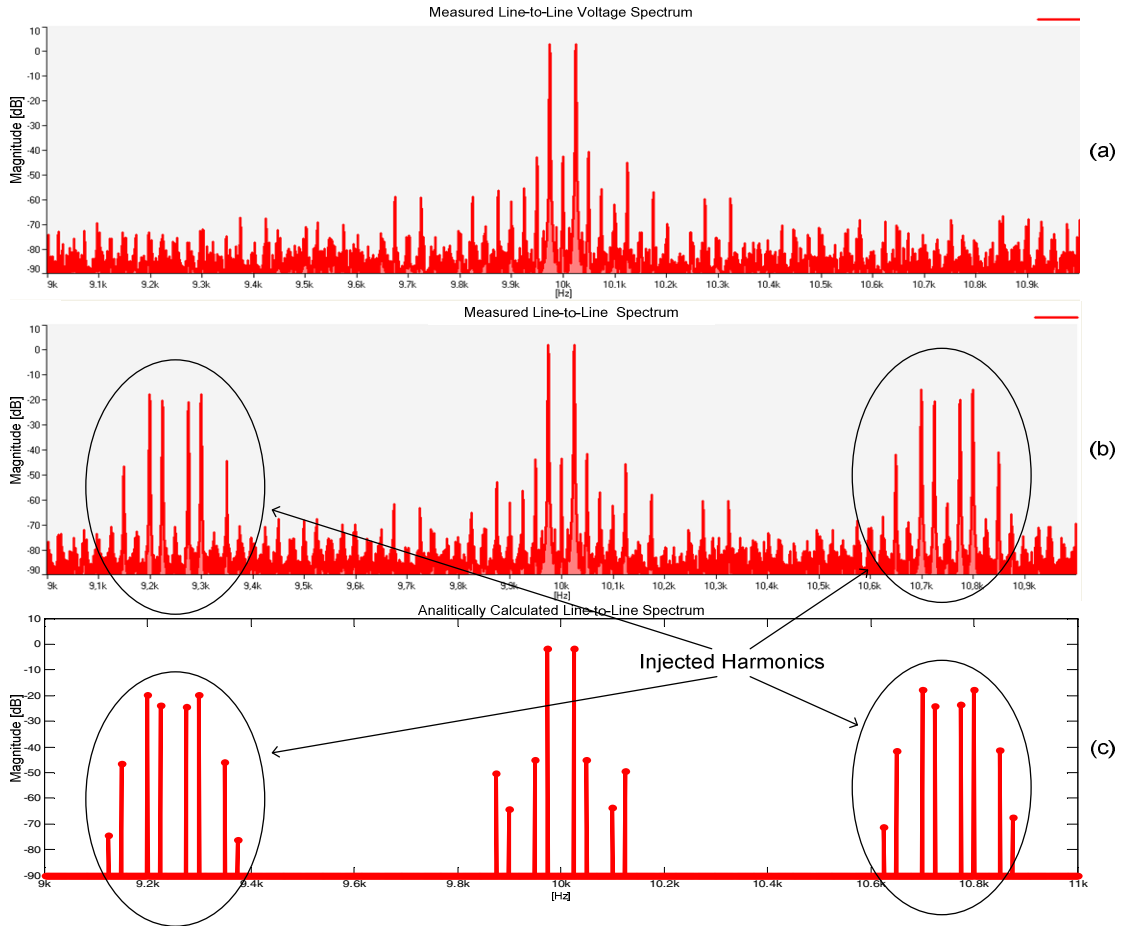 Measured Line-to-Line Voltage Spectrum
Magnitude [dB]
10
0
-10
-20
-30
-40
-50
-60
-70
-80
-90
9k 9,1k 9,2k 9,3k 9,4k 9,5k 9,6k 9,7k 9,8k 9,9k 10k 10,1k 10,2k 10,3k 10,4k 10,5k 10,6k 10,7k 10,8k 10,9k
[Hz]
(a)
Measured Line-to-Line Spectrum
Magnitude [dB]
10
0
-10
-20
-30
-40
-50
-60
-70
-80
-90
9k 9,1k 9,2k 9,3k 9,4k 9,5k 9,6k 9,7k 9,8k 9,9k 10k 10,1k 10,2k 10,3k 10,4k 10,5k 10,6k 10,7k 10,8k 10,9k
[Hz]
(b)
Analitically Calculated Line-to-Line Spectrum
Magnitude [dB]
10
0
-10
-20
-30
-40
-50
-60
-70
-80
-90
9k 9.2k 9.4k 9.6k 9.8k 10k 10.2k 10.4k 10.6k 10.8k 11k
[Hz]
Injected Harmonics
(c)